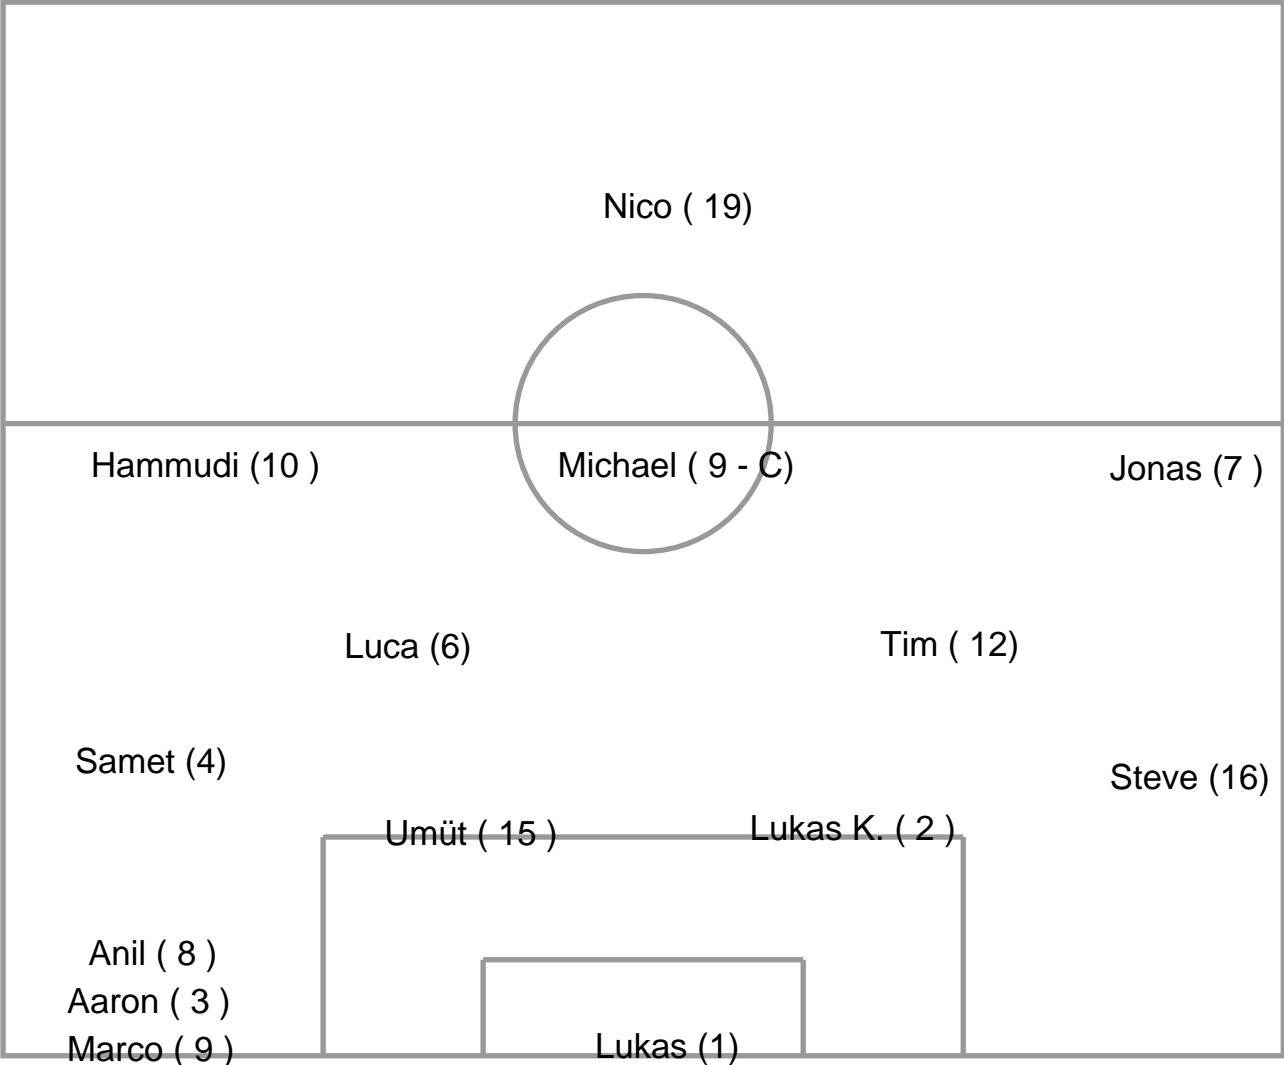 Nico ( 19)
Hammudi (10 )
Michael ( 9 - C)
Jonas (7 )
Luca (6)
Tim ( 12)
Samet (4)
Steve (16)
Umüt ( 15 )
Lukas K. ( 2 )
Anil ( 8 )
Aaron ( 3 )
Marco ( 9 )
Lukas (1)